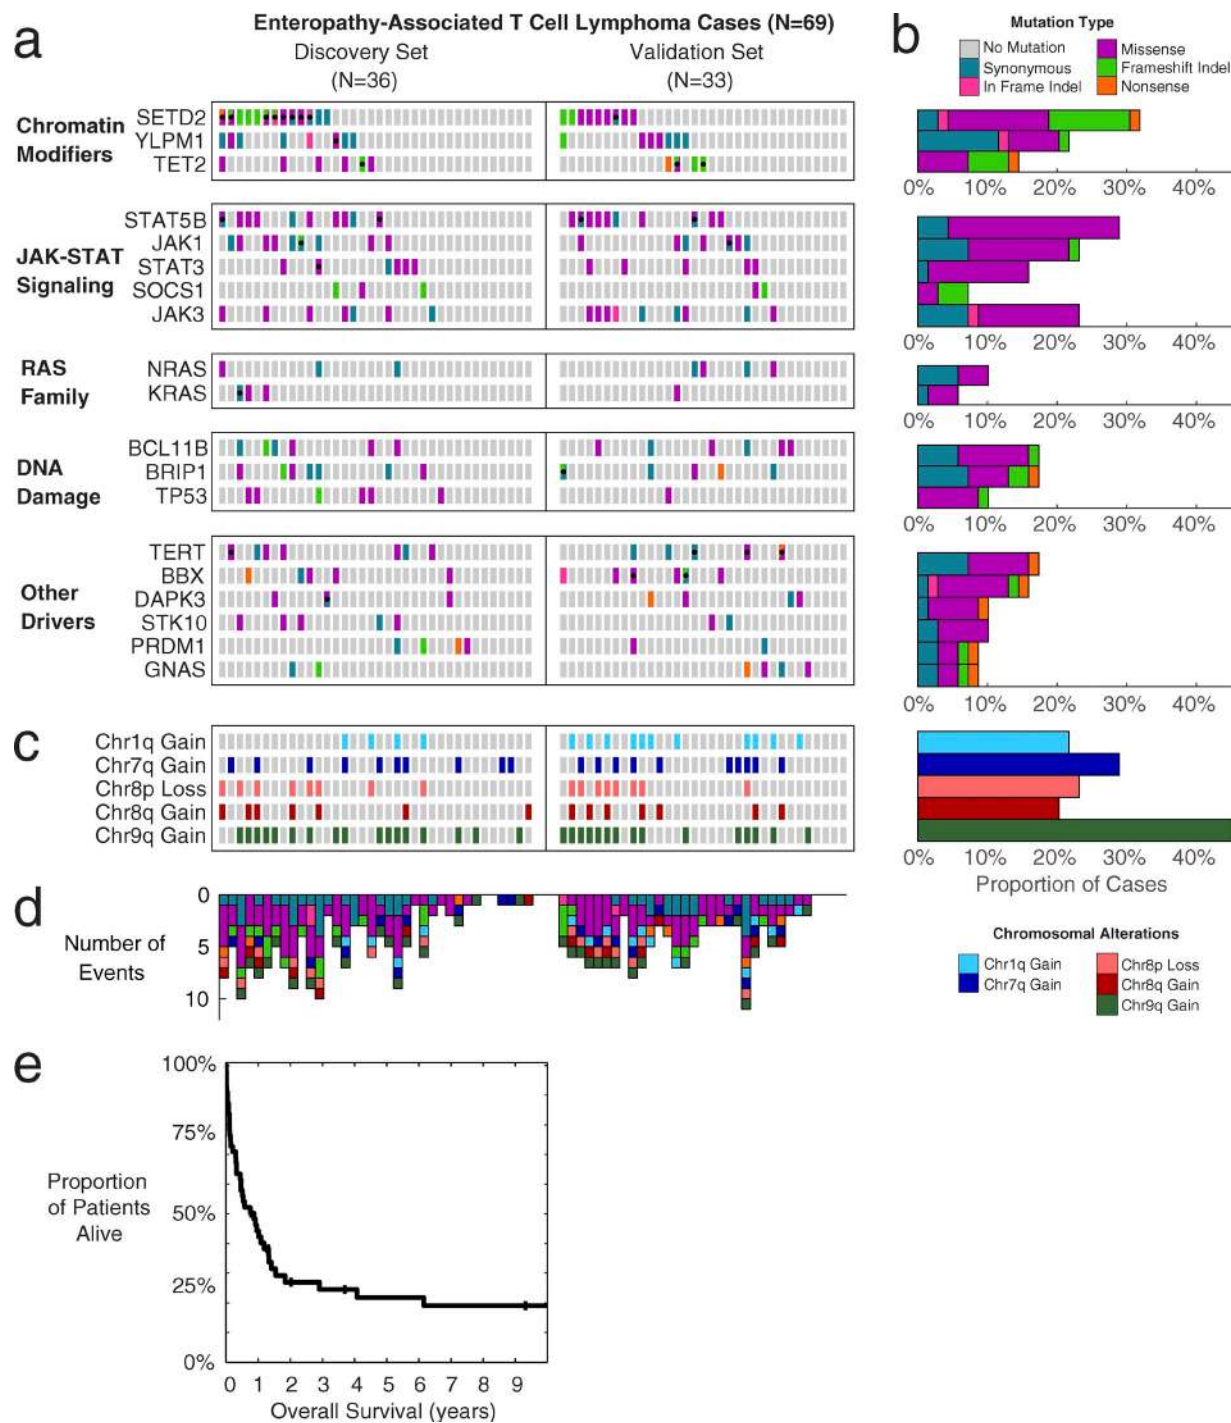 a
Enteropathy-Associated T Cell Lymphoma Cases (N=69)
Discovery Set
(N=36)
Validation Set
(N=33)
Chromatin
Modifiers
SETD2
YLPM1
TET2
JAK-STAT
Signaling
STAT5B
JAK1
STAT3
SOCS1
JAK3
RAS
Family
NRAS
KRAS
DNA
Damage
BCL11B
BRIP1
TP53
Other
Drivers
TERT
BBX
DAPK3
STK10
PRDM1
GNAS
b
Mutation Type
No Mutation
Synonymous
In Frame Indel
Missense
Frameshift Indel
Nonsense
0% 10% 20% 30% 40%
0% 10% 20% 30% 40%
0% 10% 20% 30% 40%
0% 10% 20% 30% 40%
0% 10% 20% 30% 40%
c
Chr1q Gain
Chr7q Gain
Chr8p Loss
Chr8q Gain
Chr9q Gain
0% 10% 20% 30% 40%
Proportion of Cases
d
Number of
Events
0
5
10
Chromosomal Alterations
Chr1q Gain
Chr7q Gain
Chr8p Loss
Chr8q Gain
Chr9q Gain
e
Proportion
of Patients
Alive
100%
75%
50%
25%
0%
0 1 2 3 4 5 6 7 8 9
Overall Survival (years)